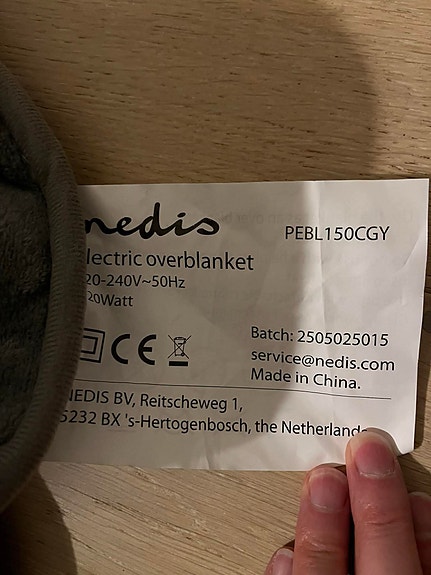 nedis
PEBL150CGY
lectric overblanket
20-240V~50Hz
20Watt
CE
Batch: 2505025015
service@nedis.com
Made in China.
NEDIS BV, Reitscheweg 1,
5232 BX 's-Hertogenbosch, the Netherlands